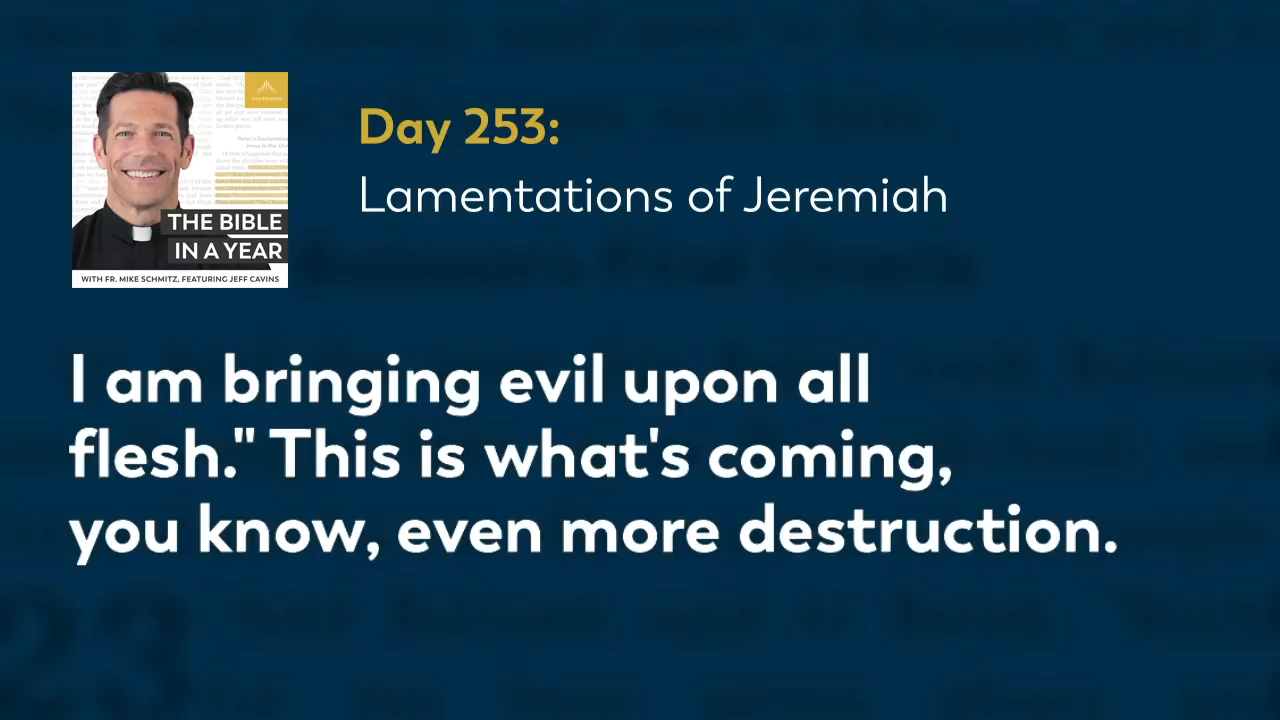 Day 253:
Lamentations of Jeremiah
THE BIBLE
IN A YEAR
WITH FR. MIKE SCHMITZ, FEATURING JEFF CAVINS
I am bringing evil upon all
flesh." This is what's coming,
you know, even more destruction.
23